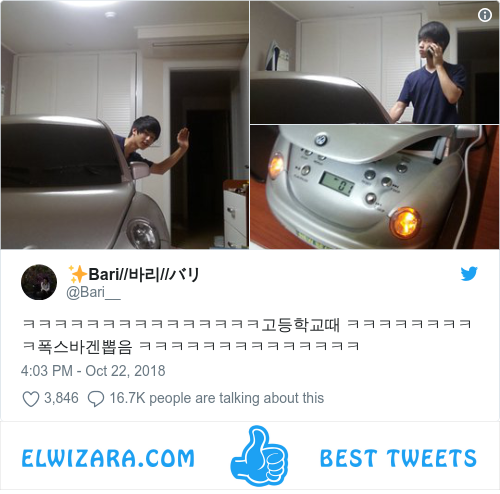 ✨Bari//바리//バリ
@Bari__
ㅋㅋㅋㅋㅋㅋㅋㅋㅋㅋㅋㅋㅋㅋㅋ고등학교때 ㅋㅋㅋㅋㅋㅋㅋㅋ
ㅋ폭스바겐뽑음 ㅋㅋㅋㅋㅋㅋㅋㅋㅋㅋㅋㅋㅋㅋ
4:03 PM - Oct 22, 2018
3,846 16.7K people are talking about this
ELWIZARA.COM BEST TWEETS